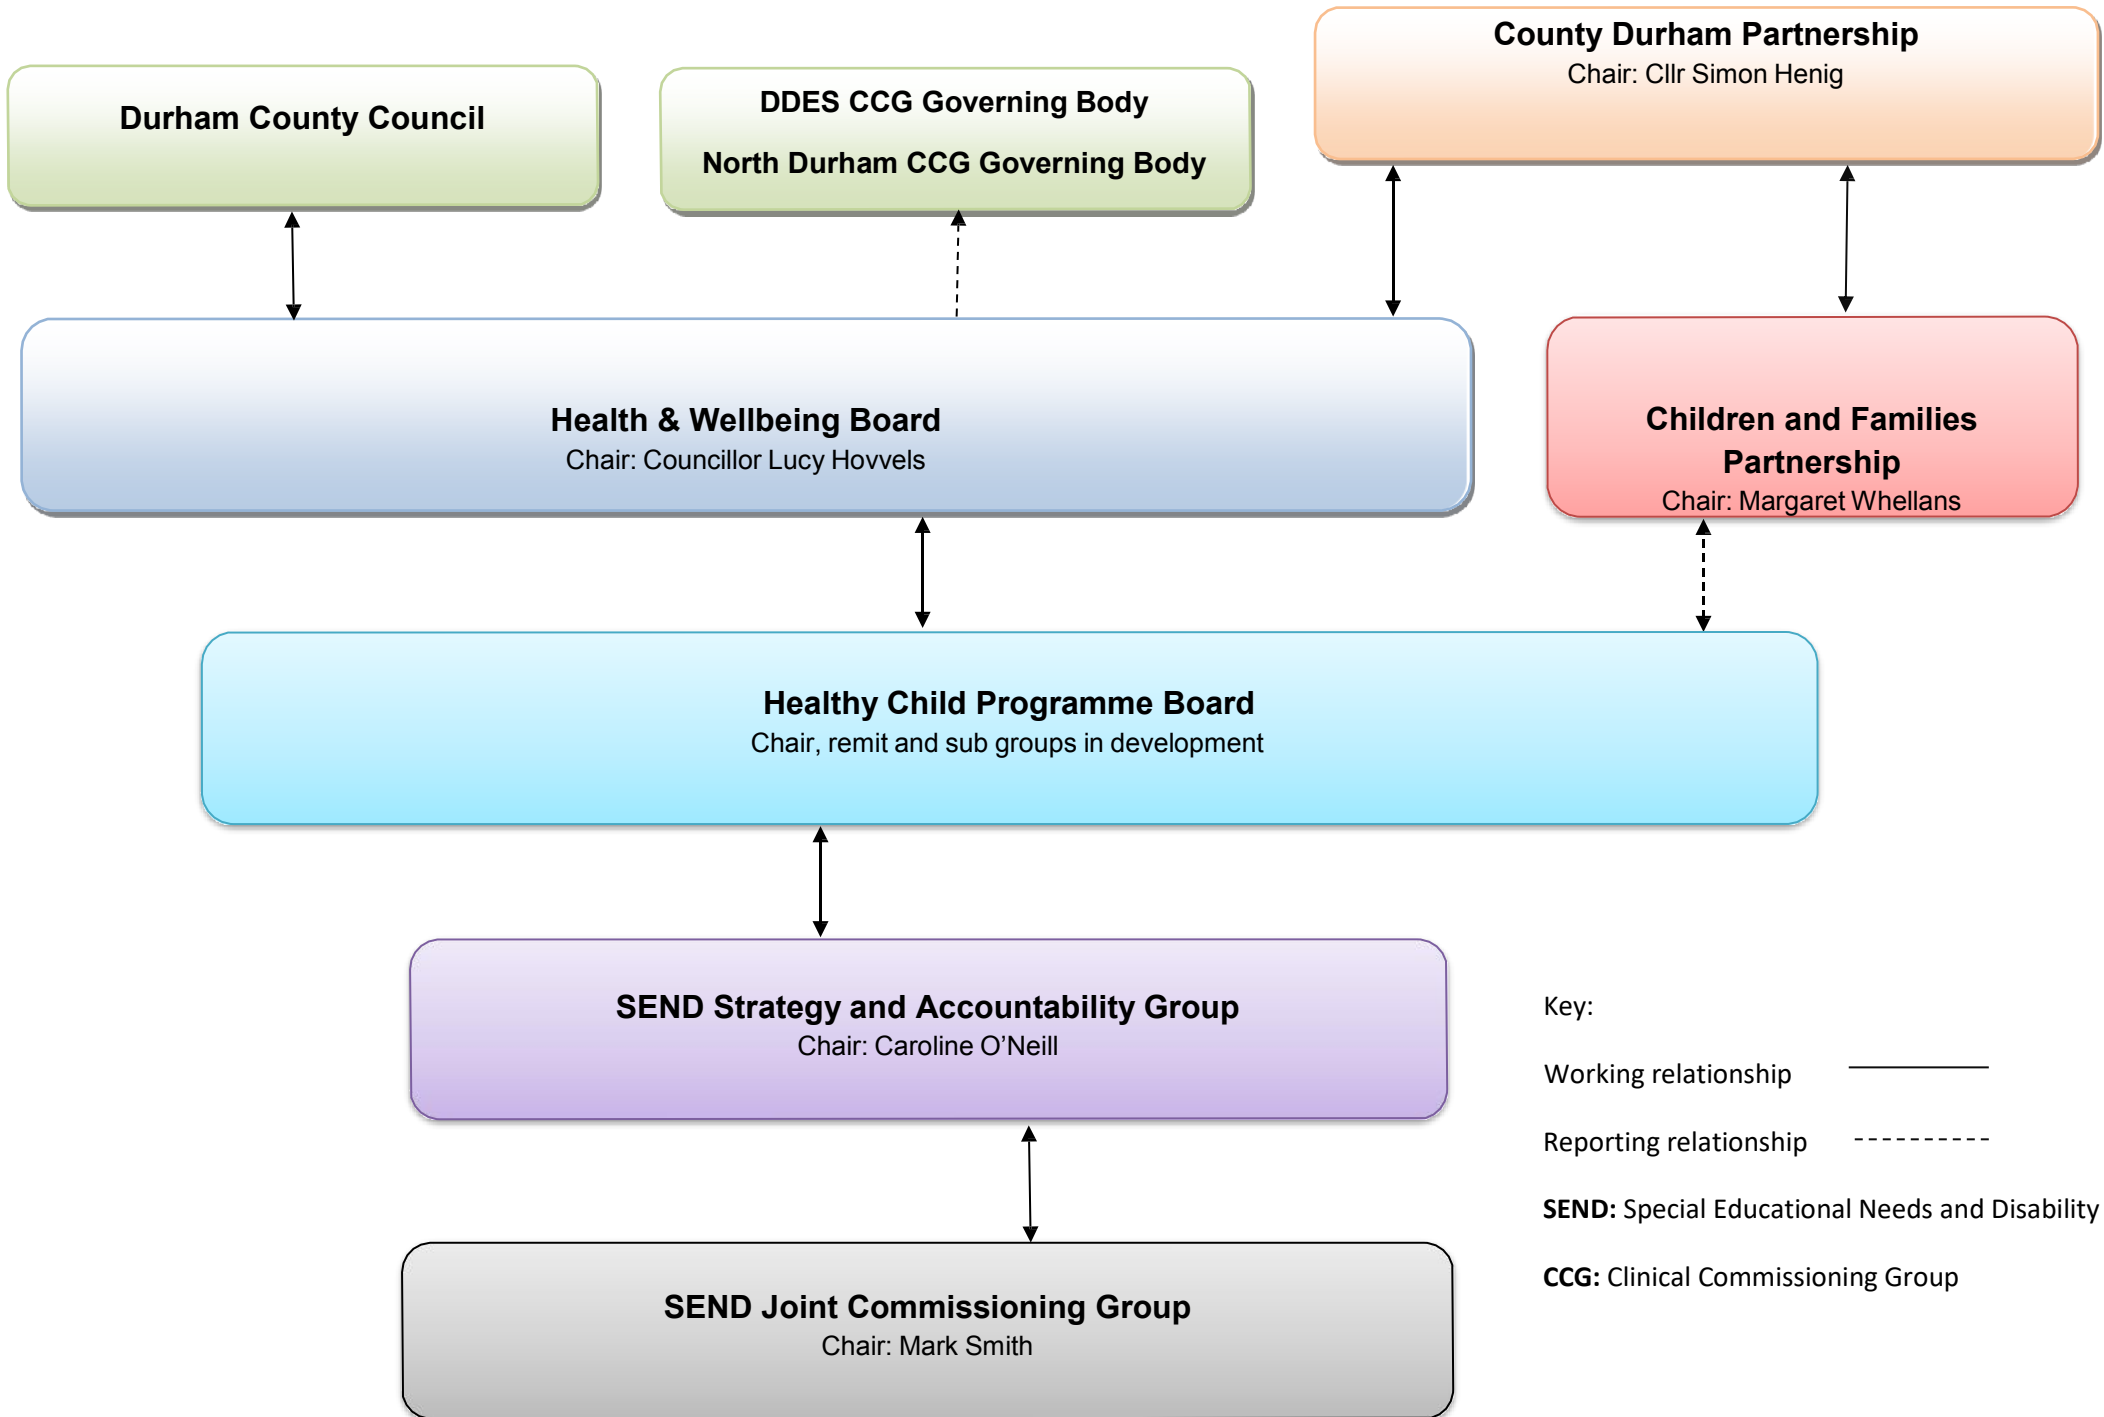 County Durham Partnership
Chair: Cllr Simon Henig
Durham County Council
DDES CCG Governing Body
North Durham CCG Governing Body
Health & Wellbeing Board
Chair: Councillor Lucy Hovvels
Children and Families
Partnership
Chair: Margaret Whellans
Healthy Child Programme Board
Chair, remit and sub groups in development
SEND Strategy and Accountability Group
Chair: Caroline O’Neill
SEND Joint Commissioning Group
Chair: Mark Smith
Key:
Working relationship
Reporting relationship
SEND: Special Educational Needs and Disability
CCG: Clinical Commissioning Group